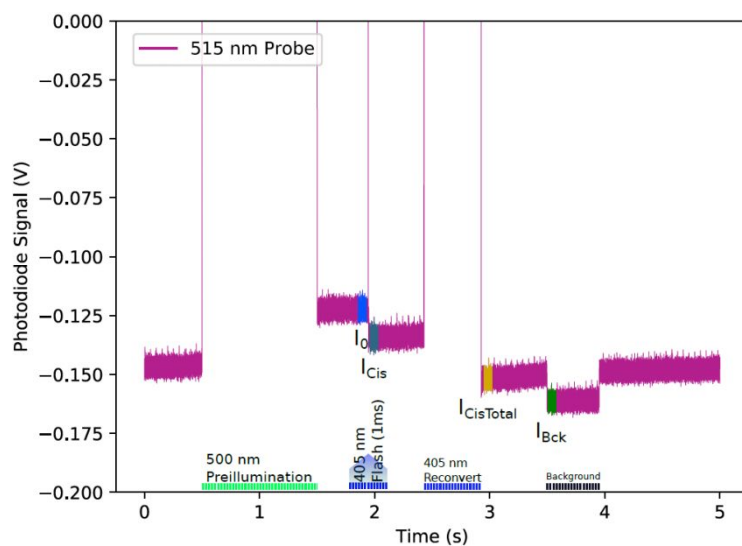 0.000
−0.025
−0.050
−0.075
−0.100
−0.125
−0.150
−0.175
−0.200
Photodiode Signal (V)
515 nm Probe
I0
ICis
ICisTotal
IBck
500 nm
Preillumination
405 nm
Flash (1ms)
405 nm
Reconvert
Background
0 1 2 3 4 5
Time (s)